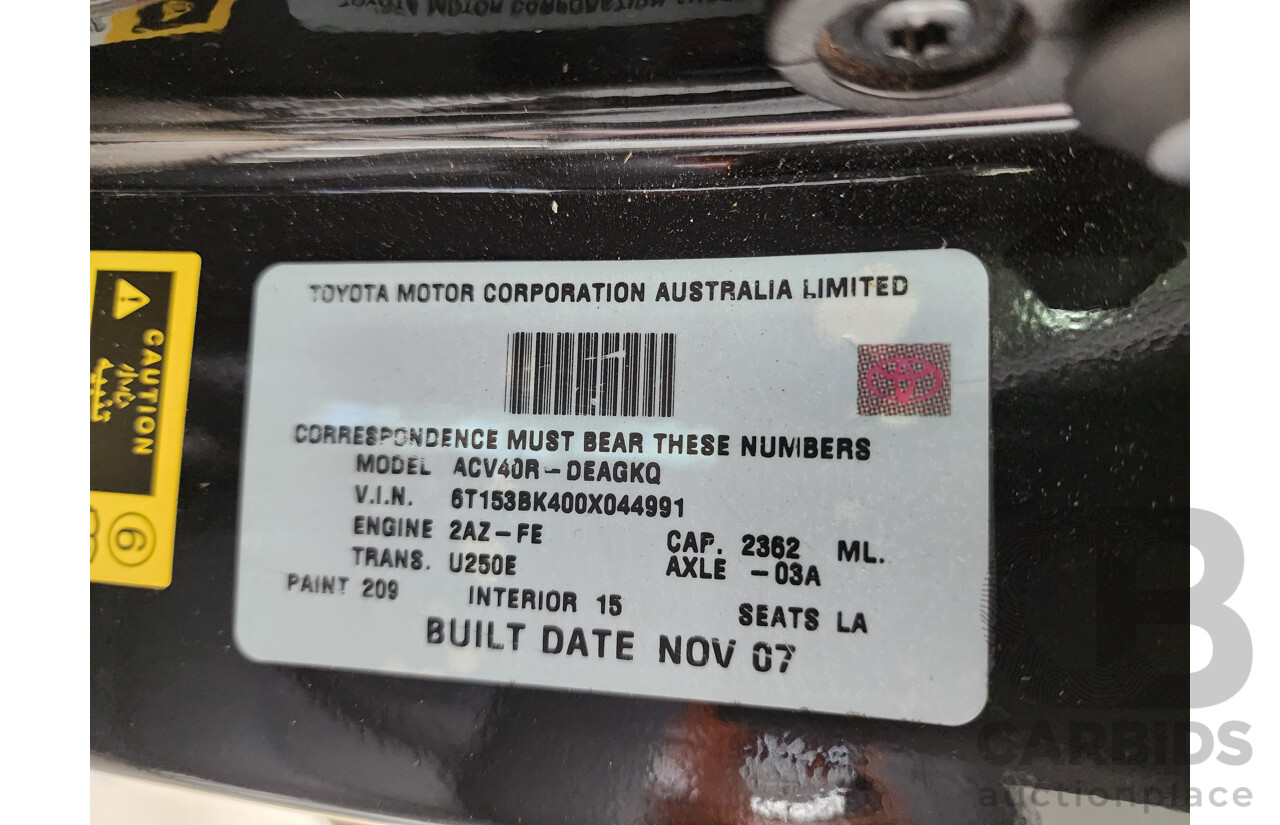 TOYOTA MOTOR CORPORATION AUSTRALIA LIMITED
CORRESPONDENCE MUST BEAR THESE NUMBERS
MODEL ACV40R-DEAGKQ
V.I.N. 6T153BK400X044991
ENGINE 2AZ-FE CAP. 2362 ML.
TRANS. U250E AXLE -03A
PAINT 209 INTERIOR 15 SEATS LA
BUILT DATE NOV 07
CAUTION
6
CARBIDS
auctionplace